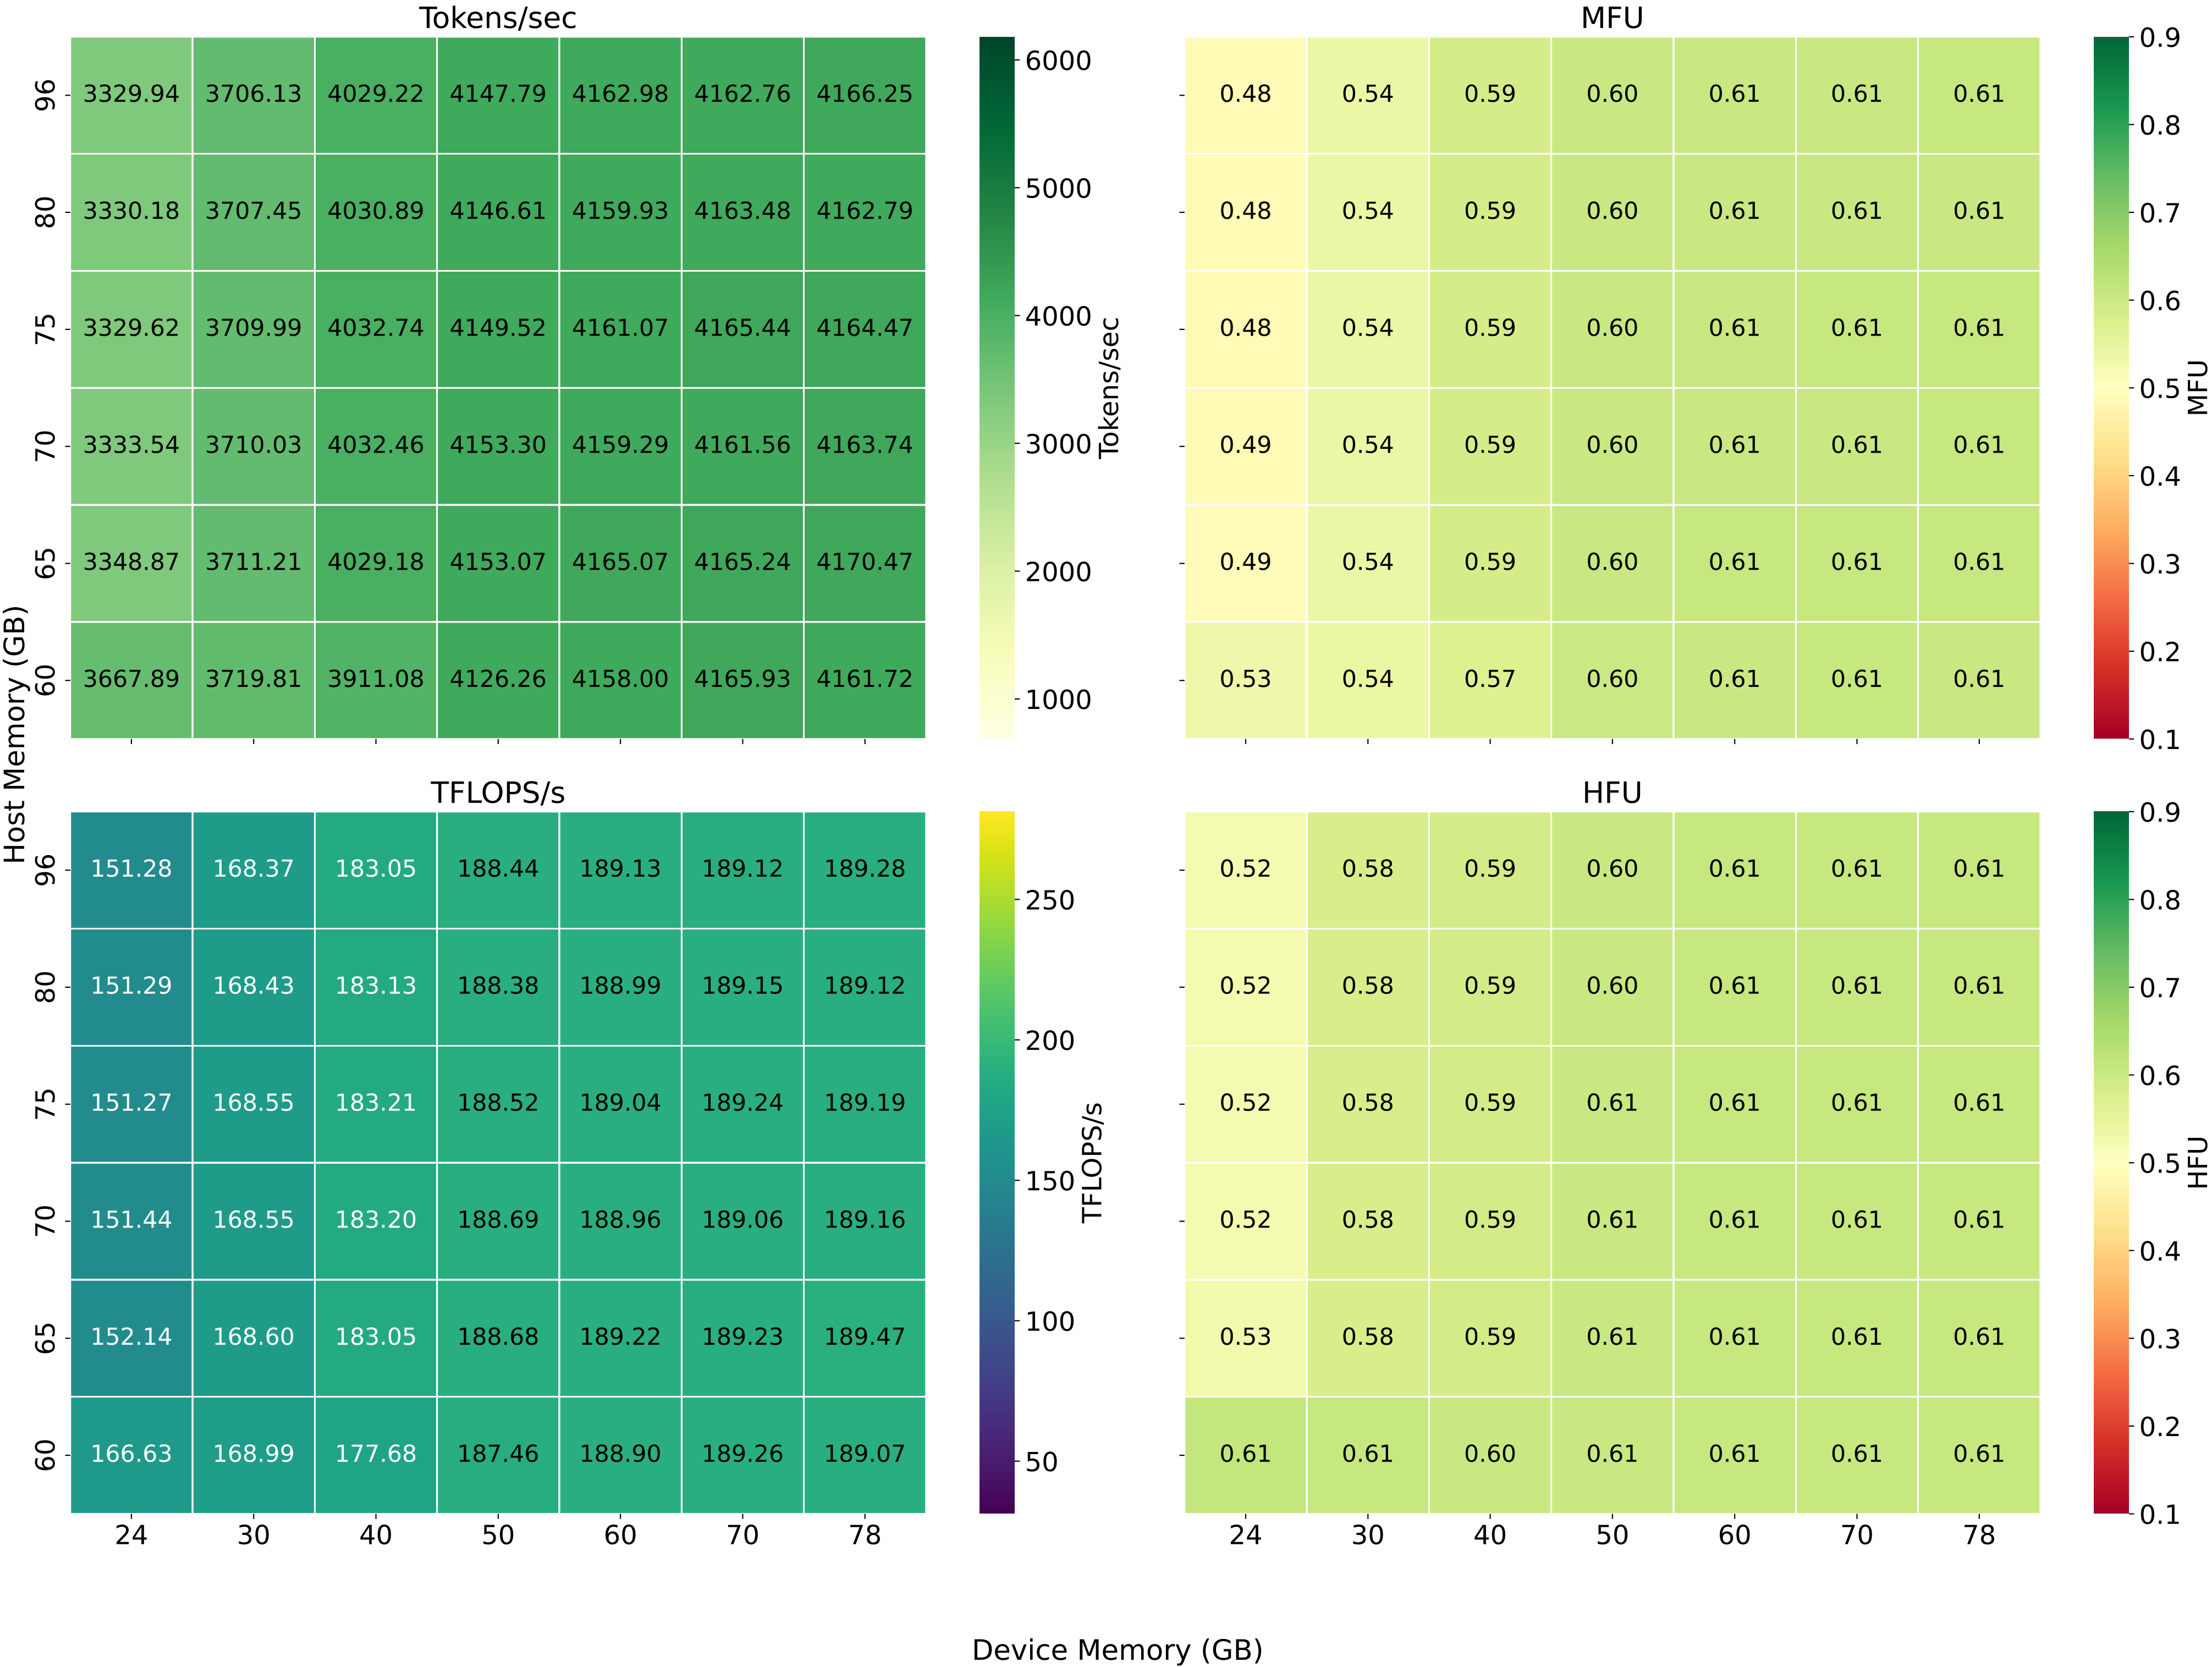 Tokens/sec
96 3329.94 3706.13 4029.22 4147.79 4162.98 4162.76 4166.25
80 3330.18 3707.45 4030.89 4146.61 4159.93 4163.48 4162.79
75 3329.62 3709.99 4032.74 4149.52 4161.07 4165.44 4164.47
70 3333.54 3710.03 4032.46 4153.30 4159.29 4161.56 4163.74
65 3348.87 3711.21 4029.18 4153.07 4165.07 4165.24 4170.47
60 3667.89 3719.81 3911.08 4126.26 4158.00 4165.93 4161.72
6000
5000
4000
3000
2000
1000
Tokens/sec
MFU
0.48 0.54 0.59 0.60 0.61 0.61 0.61
0.48 0.54 0.59 0.60 0.61 0.61 0.61
0.48 0.54 0.59 0.60 0.61 0.61 0.61
0.49 0.54 0.59 0.60 0.61 0.61 0.61
0.49 0.54 0.59 0.60 0.61 0.61 0.61
0.53 0.54 0.57 0.60 0.61 0.61 0.61
0.9
0.8
0.7
0.6
0.5
0.4
0.3
0.2
0.1
MFU
Host Memory (GB)
TFLOPS/s
96 151.28 168.37 183.05 188.44 189.13 189.12 189.28
80 151.29 168.43 183.13 188.38 188.99 189.15 189.12
75 151.27 168.55 183.21 188.52 189.04 189.24 189.19
70 151.44 168.55 183.20 188.69 188.96 189.06 189.16
65 152.14 168.60 183.05 188.68 189.22 189.23 189.47
60 166.63 168.99 177.68 187.46 188.90 189.26 189.07
24 30 40 50 60 70 78
250
200
150
100
50
TFLOPS/s
HFU
0.52 0.58 0.59 0.60 0.61 0.61 0.61
0.52 0.58 0.59 0.60 0.61 0.61 0.61
0.52 0.58 0.59 0.61 0.61 0.61 0.61
0.52 0.58 0.59 0.61 0.61 0.61 0.61
0.53 0.58 0.59 0.61 0.61 0.61 0.61
0.61 0.61 0.60 0.61 0.61 0.61 0.61
24 30 40 50 60 70 78
0.9
0.8
0.7
0.6
0.5
0.4
0.3
0.2
0.1
HFU
Device Memory (GB)